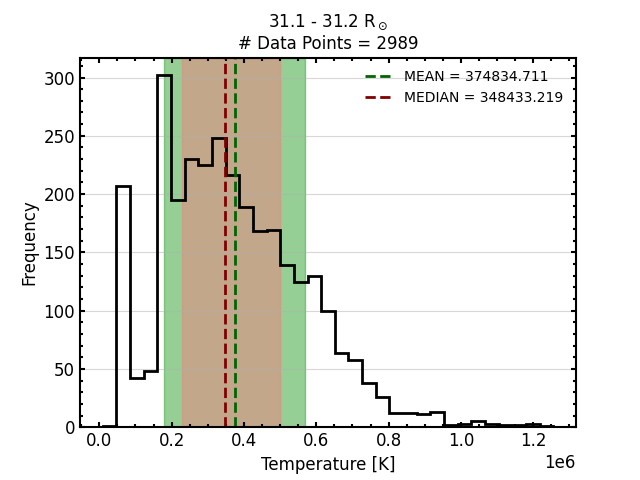 31.1 - 31.2 R☉
# Data Points = 2989
MEAN = 374834.711
MEDIAN = 348433.219
Frequency
300
250
200
150
100
50
0
0.0 0.2 0.4 0.6 0.8 1.0 1.2
1e6
Temperature [K]